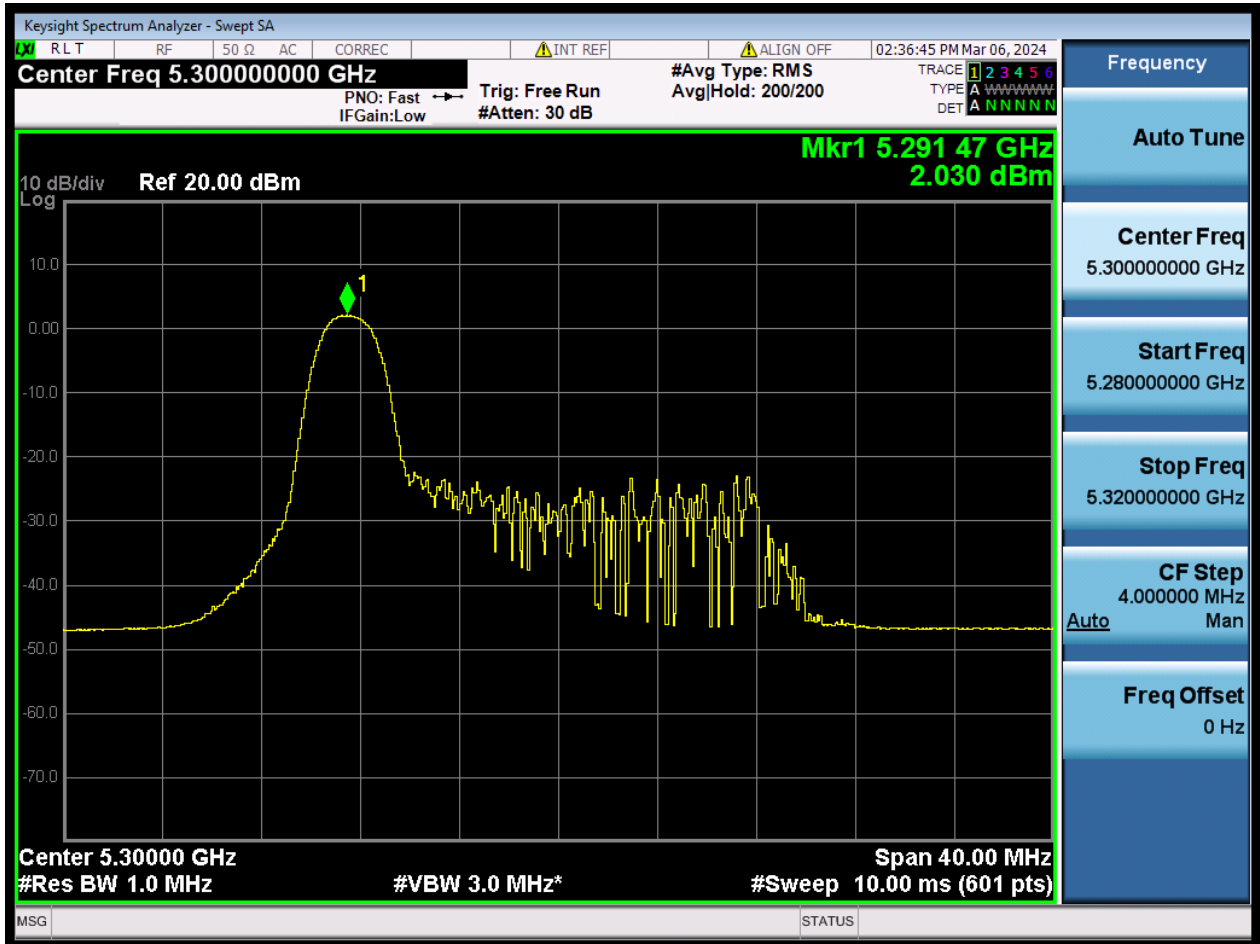 Keysight Spectrum Analyzer - Swept SA
LXI RLT RF 50 Ω AC CORREC INT REF ALIGN OFF 02:36:45 PM Mar 06, 2024
Center Freq 5.300000000 GHz
PNO: Fast
IFGain:Low
Trig: Free Run
#Atten: 30 dB
#Avg Type: RMS
Avg|Hold: 200/200
TRACE 1 2 3 4 5 6
TYPE A WWWWW
DET A N N N N N
Mkr1 5.291 47 GHz
2.030 dBm
10 dB/div Ref 20.00 dBm
Log
1
10.0
0.00
-10.0
-20.0
-30.0
-40.0
-50.0
-60.0
-70.0
Center 5.30000 GHz Span 40.00 MHz
#Res BW 1.0 MHz #VBW 3.0 MHz* #Sweep 10.00 ms (601 pts)
MSG STATUS
Frequency
Auto Tune
Center Freq
5.300000000 GHz
Start Freq
5.280000000 GHz
Stop Freq
5.320000000 GHz
CF Step
4.000000 MHz
Auto Man
Freq Offset
0 Hz